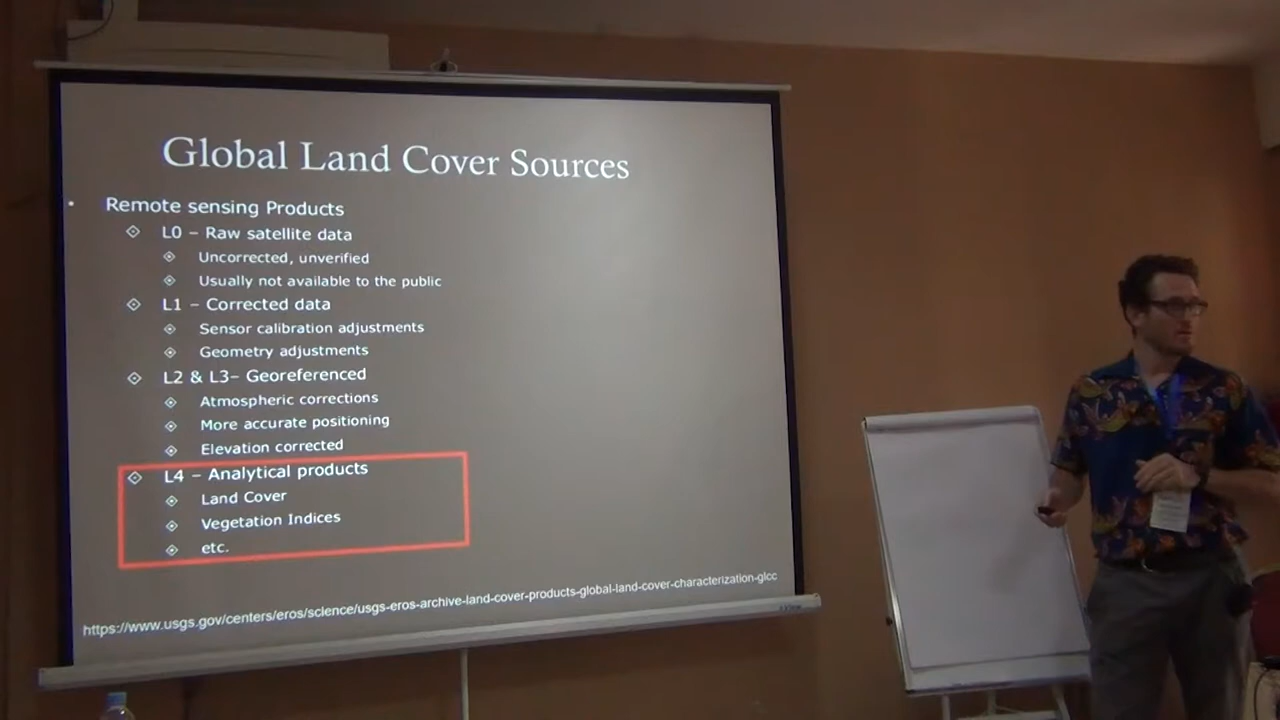 Global Land Cover Sources
• Remote sensing Products
L0 – Raw satellite data
Uncorrected, unverified
Usually not available to the public
L1 – Corrected data
Sensor calibration adjustments
Geometry adjustments
L2 & L3– Georeferenced
Atmospheric corrections
More accurate positioning
Elevation corrected
L4 – Analytical products
Land Cover
Vegetation Indices
etc.
https://www.usgs.gov/centers/eros/science/usgs-eros-archive-land-cover-products-global-land-cover-characterization-glcc